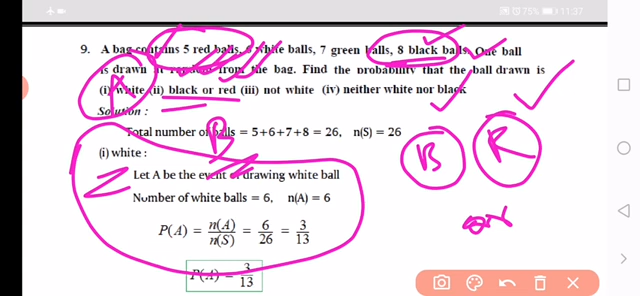 75% 11:37
9. A bag contains 5 red balls, 6 white balls, 7 green balls, 8 black balls. One ball
is drawn at random from the bag. Find the probability that the ball drawn is
(i) white (ii) black or red (iii) not white (iv) neither white nor black
A
Solution :
Total number of balls = 5+6+7+8 = 26, n(S) = 26
B
(i) white :
B R
Let A be the event of drawing white ball
Number of white balls = 6, n(A) = 6
P(A) = n(A)/n(S) = 6/26 = 3/13
P(A) = 3/13